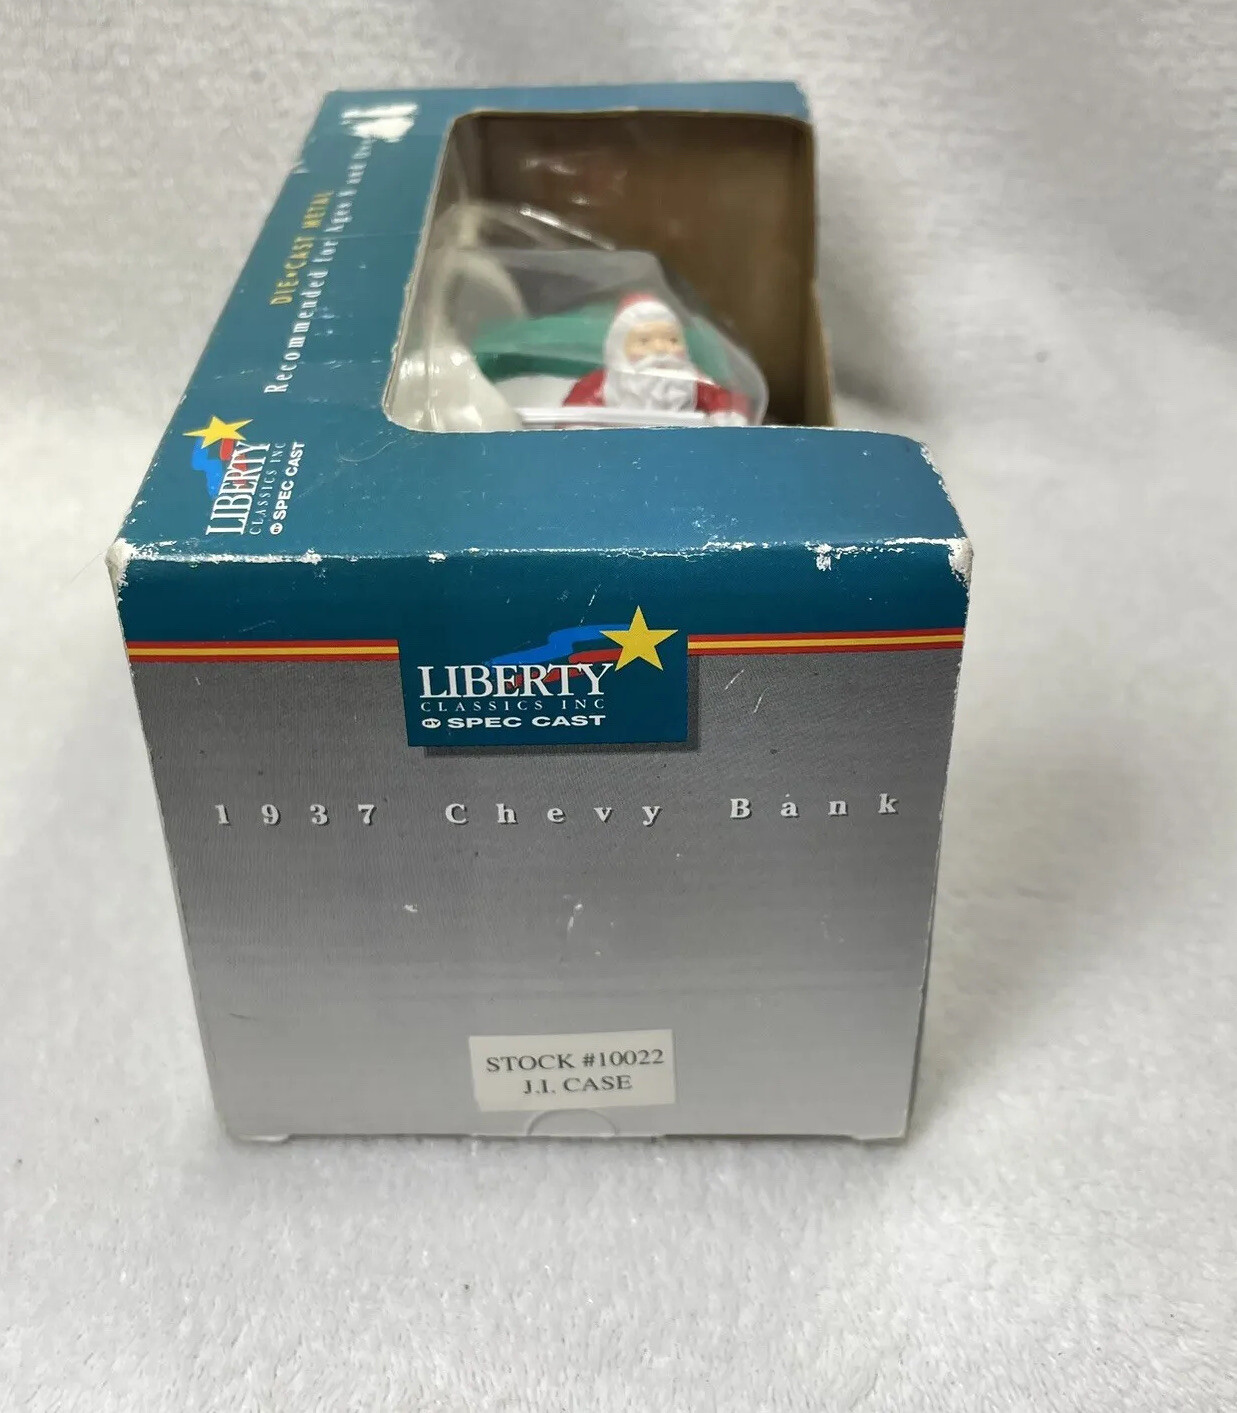 DIE•CAST METAL
Recommended for Ages 8 and Over
LIBERTY
CLASSICS INC
BY SPEC CAST
LIBERTY
CLASSICS INC
BY SPEC CAST
1937 Chevy Bank
STOCK #10022
J.I. CASE